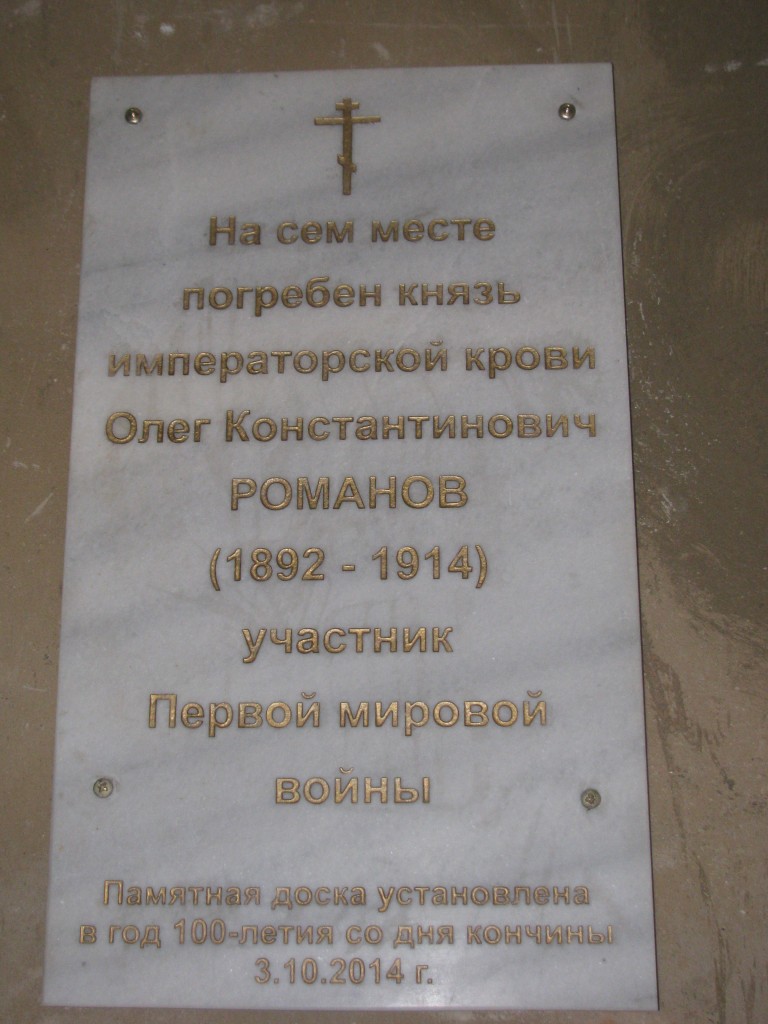 На сем месте
погребен князь
императорской крови
Олег Константинович
РОМАНОВ
(1892 - 1914)
участник
Первой мировой
войны
Памятная доска установлена
в год 100-летия со дня кончины
3.10.2014 г.